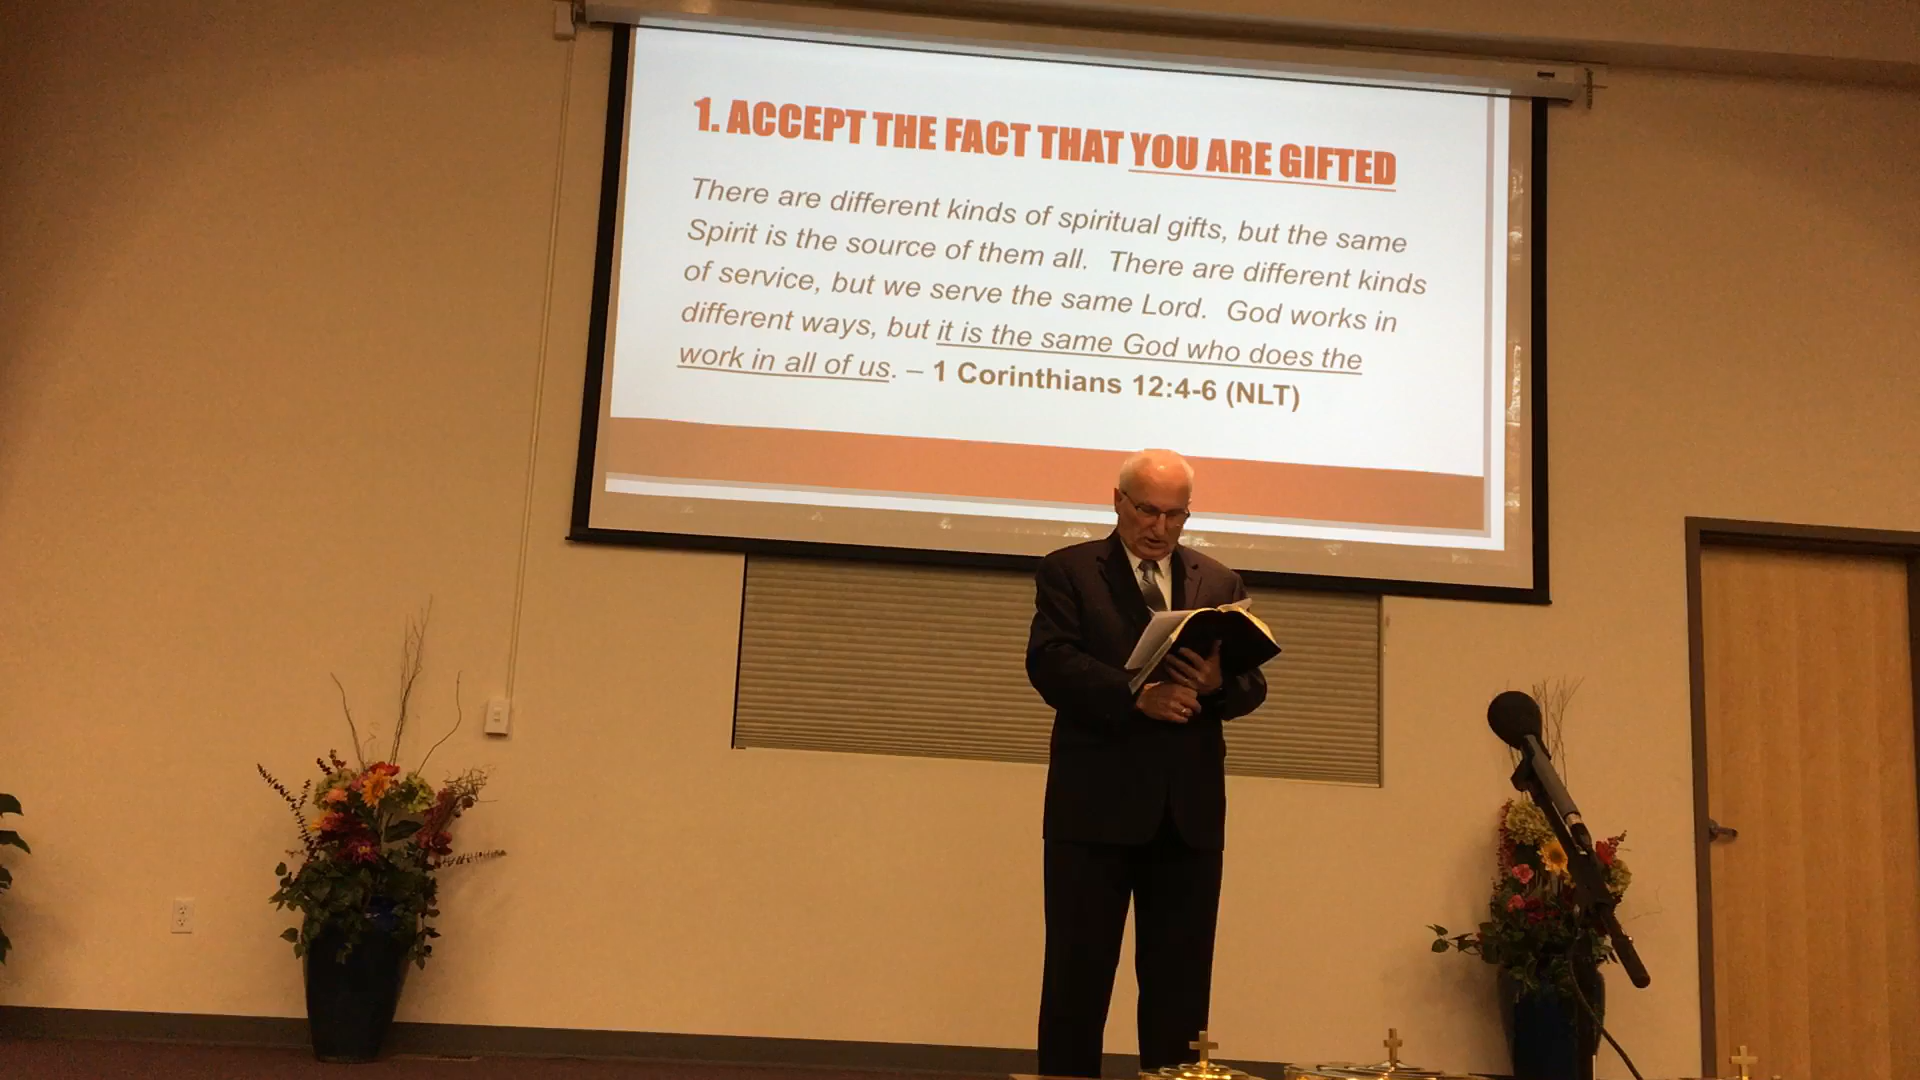 1. ACCEPT THE FACT THAT YOU ARE GIFTED
There are different kinds of spiritual gifts, but the same
Spirit is the source of them all.  There are different kinds
of service, but we serve the same Lord.  God works in
different ways, but it is the same God who does the
work in all of us. – 1 Corinthians 12:4-6 (NLT)